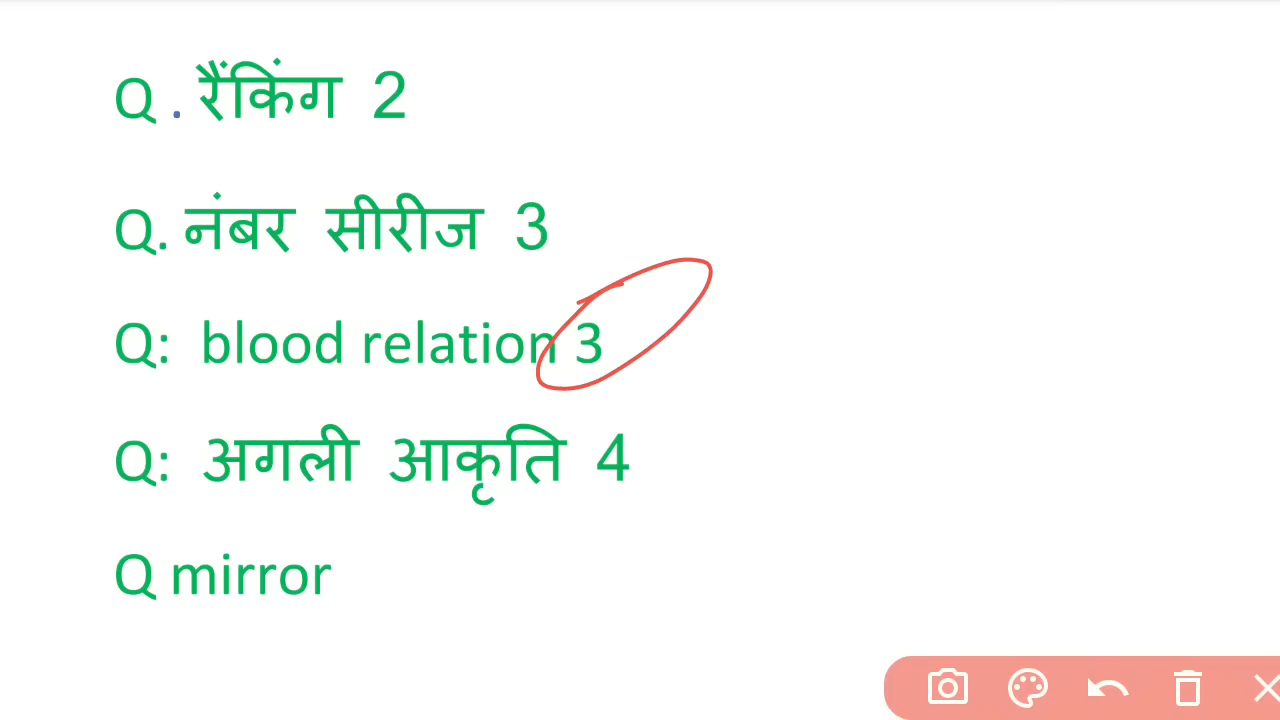 Q . रैंकिंग 2
Q. नंबर सीरीज 3
Q: blood relation 3
Q: अगली आकृति 4
Q mirror